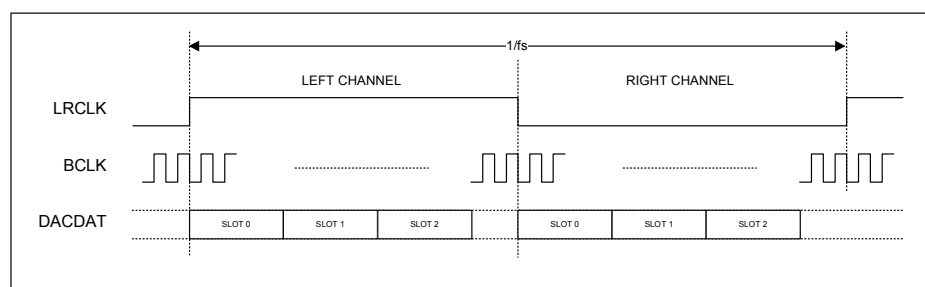 1/fs
LEFT CHANNEL RIGHT CHANNEL
LRCLK
BCLK
DACDAT
SLOT 0 SLOT 1 SLOT 2 SLOT 0 SLOT 1 SLOT 2